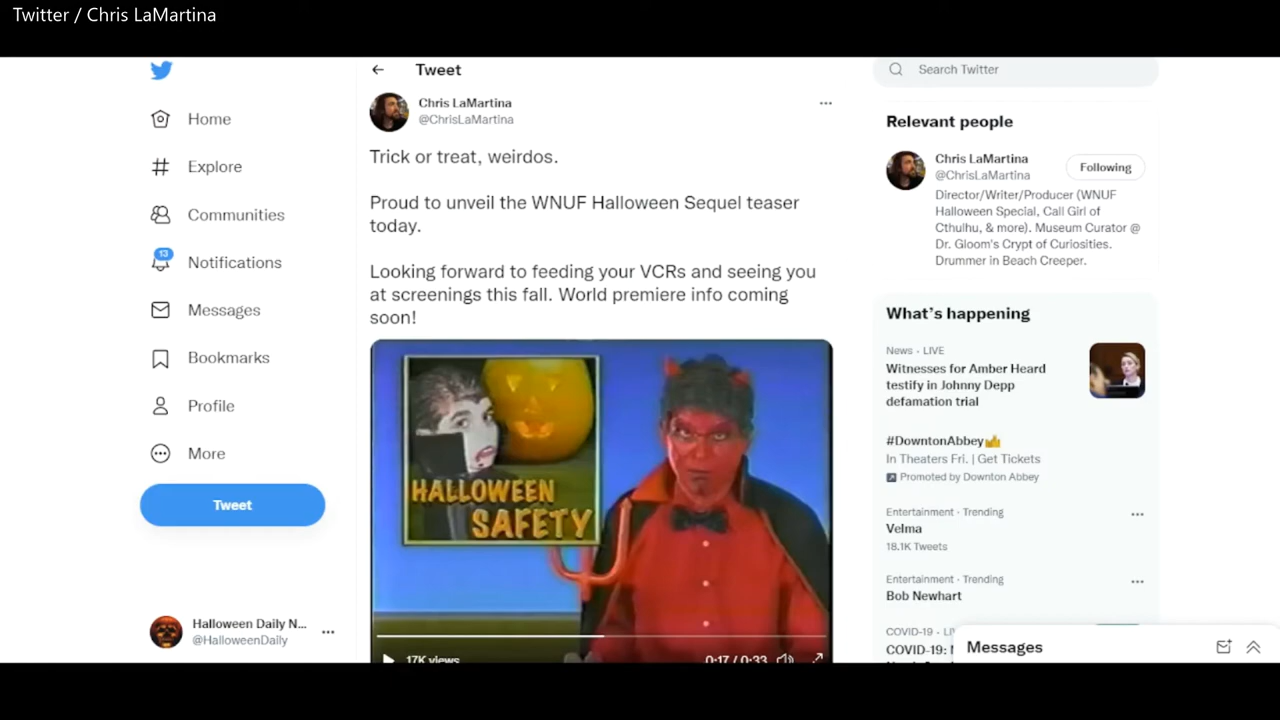 Twitter / Chris LaMartina
Tweet
Search Twitter
Home
Explore
Communities
13
Notifications
Messages
Bookmarks
Profile
More
Tweet
Halloween Daily N...
@HalloweenDaily
Chris LaMartina
@ChrisLaMartina
Trick or treat, weirdos.
Proud to unveil the WNUF Halloween Sequel teaser
today.
Looking forward to feeding your VCRs and seeing you
at screenings this fall. World premiere info coming
soon!
HALLOWEEN
SAFETY
17K views
0:17 / 0:33
Relevant people
Chris LaMartina
@ChrisLaMartina
Following
Director/Writer/Producer (WNUF
Halloween Special, Call Girl of
Cthulhu, & more). Museum Curator @
Dr. Gloom's Crypt of Curiosities.
Drummer in Beach Creeper.
What's happening
News · LIVE
Witnesses for Amber Heard
testify in Johnny Depp
defamation trial
#DowntonAbbey
In Theaters Fri. | Get Tickets
Promoted by Downton Abbey
Entertainment · Trending
Velma
18.1K Tweets
Entertainment · Trending
Bob Newhart
COVID-19 ·
COVID-19:
Messages